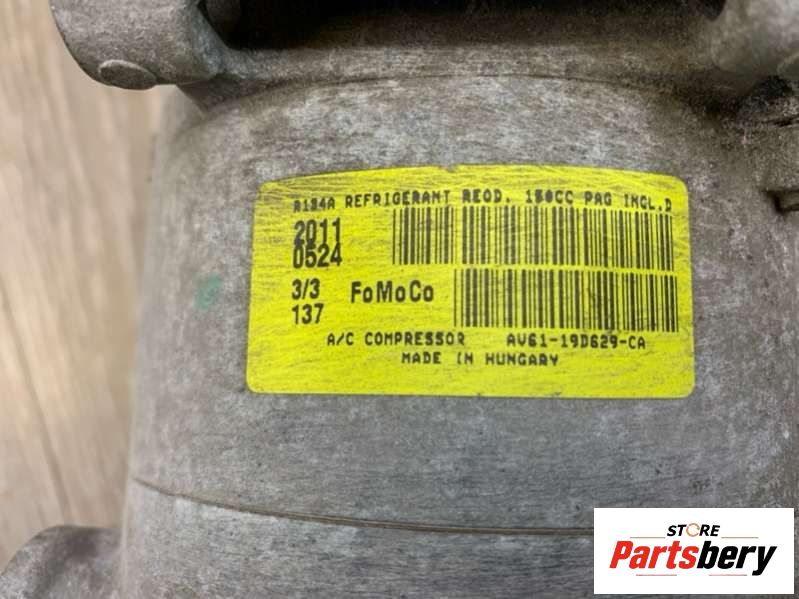 R134A REFRIGERANT REQD. 150CC PAG INCL.D
2011
0524
3/3 FoMoCo
137
A/C COMPRESSOR AV61-19D629-CA
MADE IN HUNGARY
STORE
Partsbery